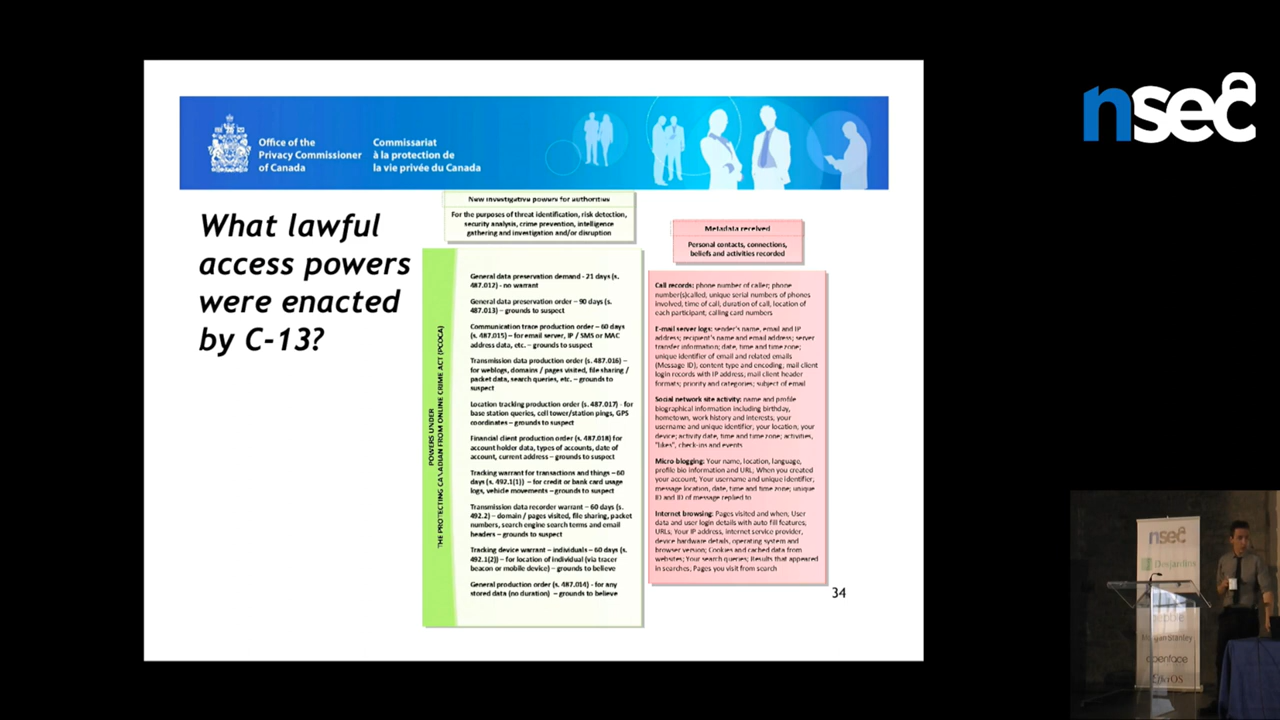 nsec
Office of the
Privacy Commissioner
of Canada
Commissariat
à la protection de
la vie privée du Canada
What lawful
access powers
were enacted
by C-13?
New investigative powers for authorities
For the purposes of threat identification, risk detection,
security analysis, crime prevention, intelligence
gathering and investigation and/or disruption
POWERS UNDER
THE PROTECTING CANADIAN FROM ONLINE CRIME ACT (PCOCA)
General data preservation demand - 21 days (s.
487.012) - no warrant
General data preservation order – 90 days (s.
487.013) – grounds to suspect
Communication trace production order – 60 days
(s. 487.015) – for email server, IP / SMS or MAC
address data, etc. – grounds to suspect
Transmission data production order (s. 487.016) –
for weblogs, domains / pages visited, file sharing /
packet data, search queries, etc. – grounds to
suspect
Location tracking production order (s. 487.017) - for
base station queries, cell tower/station pings, GPS
coordinates – grounds to suspect
Financial client production order (s. 487.018) for
account holder data, types of accounts, date of
account, current address – grounds to suspect
Tracking warrant for transactions and things – 60
days (s. 492.1(1)) – for credit or bank card usage
logs, vehicle movements – grounds to suspect
Transmission data recorder warrant – 60 days (s.
492.2) – domain / pages visited, file sharing, packet
numbers, search engine search terms and email
headers – grounds to suspect
Tracking device warrant – individuals – 60 days (s.
492.1(2)) – for location of individual (via tracer
beacon or mobile device) – grounds to believe
General production order (s. 487.014) - for any
stored data (no duration) – grounds to believe
Metadata received
Personal contacts, connections,
beliefs and activities recorded
Call records: phone number of caller; phone
number(s)called, unique serial numbers of phones
involved, time of call, duration of call, location of
each participant, calling card numbers
E-mail server logs: sender's name, email and IP
address; recipient's name and email address; server
transfer information; date, time and time zone;
unique identifier of email and related emails
(Message ID); content type and encoding; mail client
login records with IP address; mail client header
formats; priority and categories; subject of email
Social network site activity: name and profile
biographical information including birthday,
hometown, work history and interests, your
username and unique identifier, your location, your
device; activity date, time and time zone; activities,
"likes", check-ins and events
Micro-blogging: Your name, location, language,
profile bio information and URL; When you created
your account, Your username and unique identifier,
message location, date, time and time zone; unique
ID and ID of message replied to
Internet browsing: Pages visited and when, User
data and user login details with auto fill features,
URLs, Your IP address, internet service provider,
device hardware details, operating system and
browser version; Cookies and cached data from
websites; Your search queries; Results that appeared
in searches, Pages you visit from search
34
nsec
Desjardins
Morgan Stanley
openface